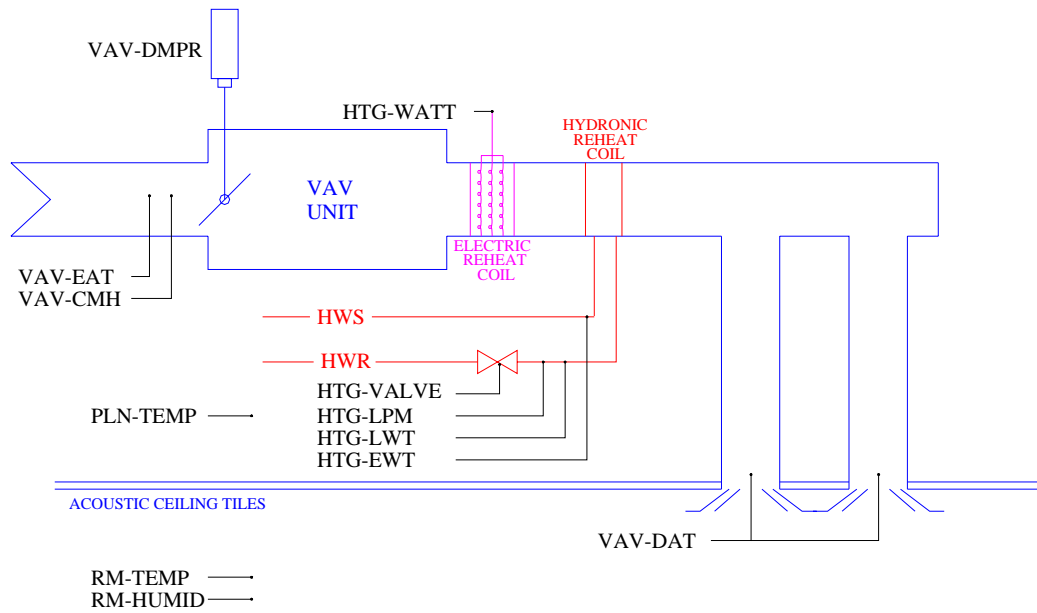 VAV-DMPR
HTG-WATT
HYDRONIC
REHEAT
COIL
VAV
UNIT
ELECTRIC
REHEAT
COIL
VAV-EAT
VAV-CMH
HWS
HWR
HTG-VALVE
PLN-TEMP
HTG-LPM
HTG-LWT
HTG-EWT
ACOUSTIC CEILING TILES
VAV-DAT
RM-TEMP
RM-HUMID